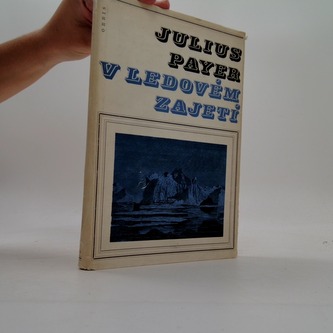 JULIUS
PAYER
V LEDOVÉM
ZAJETÍ